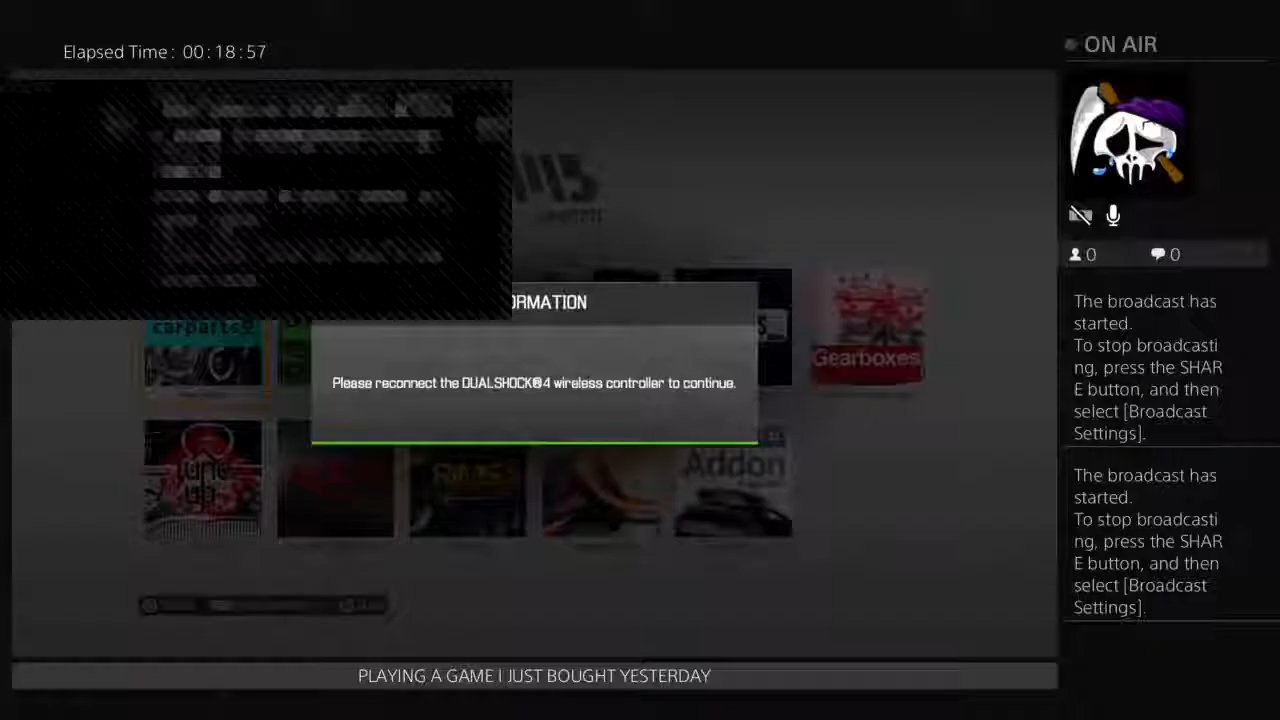 Elapsed Time: 00:18:57
ON AIR
0
0
ORMATION
carparts
Gearboxes
Please reconnect the DUALSHOCK®4 wireless controller to continue.
tune
up
Addon
The broadcast has
started.
To stop broadcasti
ng, press the SHAR
E button, and then
select [Broadcast
Settings].
The broadcast has
started.
To stop broadcasti
ng, press the SHAR
E button, and then
select [Broadcast
Settings].
PLAYING A GAME I JUST BOUGHT YESTERDAY